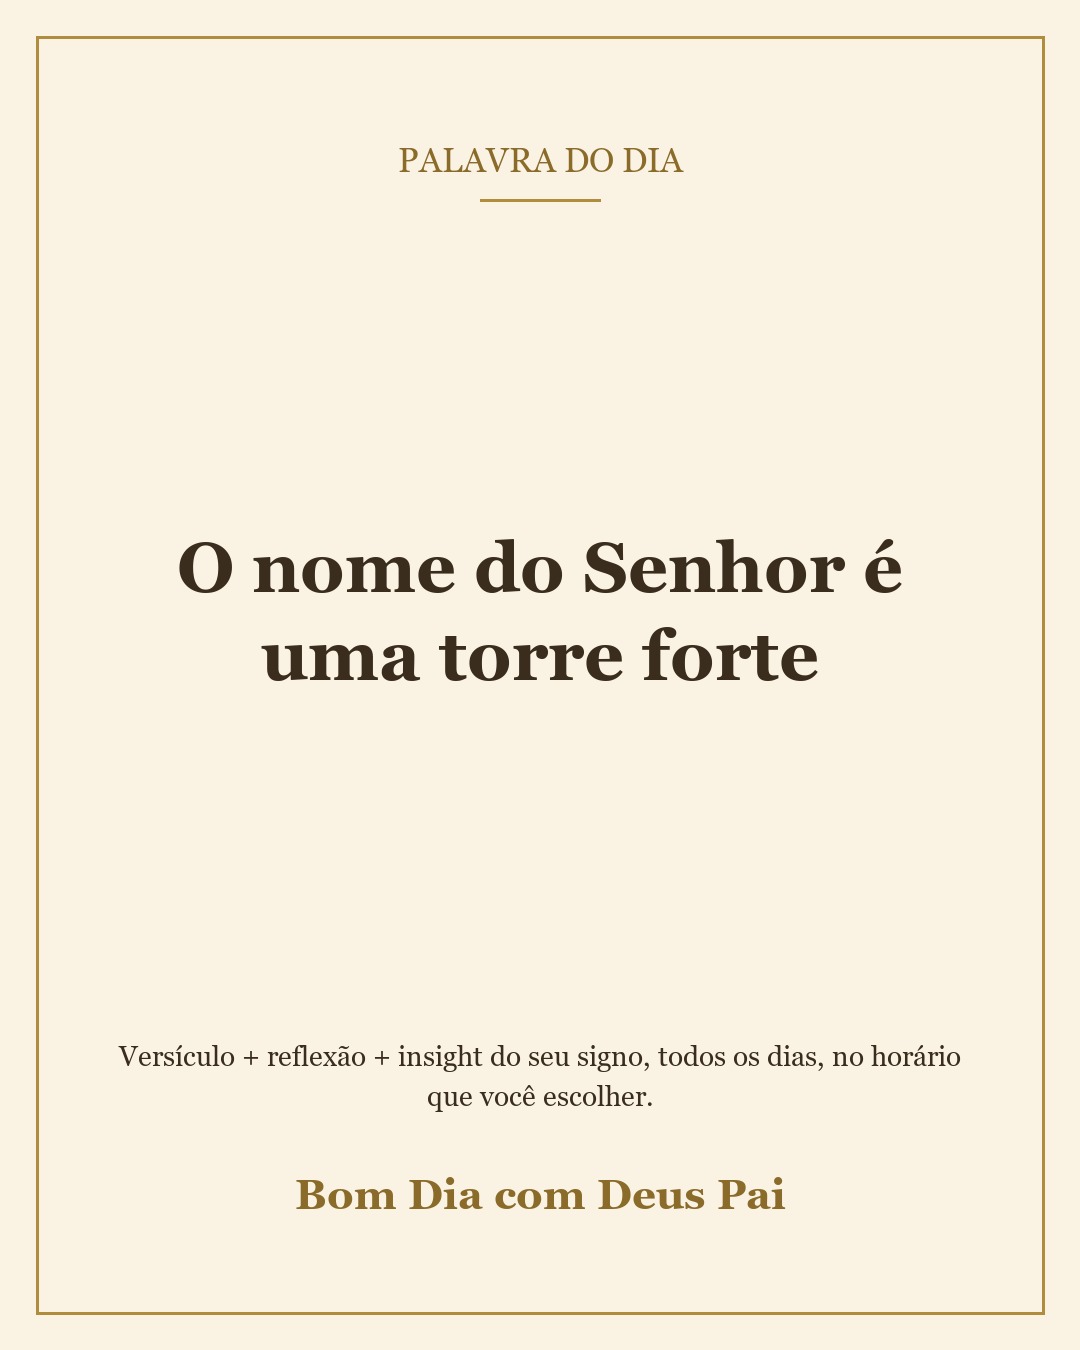 PALAVRA DO DIA
O nome do Senhor é
uma torre forte
Versículo + reflexão + insight do seu signo, todos os dias, no horário
que você escolher.
Bom Dia com Deus Pai